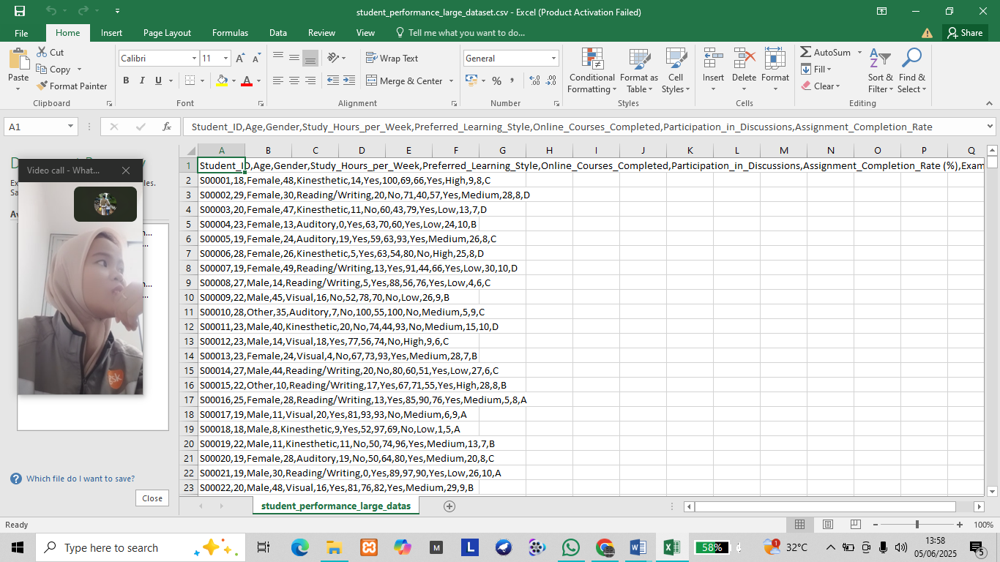 student_performance_large_dataset.csv - Excel (Product Activation Failed)
File Home Insert Page Layout Formulas Data Review View Tell me what you want to do... Share
Paste Cut Copy Format Painter
Calibri 11
B I U A
Wrap Text
Merge & Center
General
% ,
Conditional Formatting Format as Table Cell Styles
Insert Delete Format
AutoSum Fill Clear
Sort & Filter Find & Select
Clipboard Font Alignment Number Styles Cells Editing
A1 fx Student_ID,Age,Gender,Study_Hours_per_Week,Preferred_Learning_Style,Online_Courses_Completed,Participation_in_Discussions,Assignment_Completion_Rate
A B C D E F G H I J K L M N O P Q
1 Student_ID,Age,Gender,Study_Hours_per_Week,Preferred_Learning_Style,Online_Courses_Completed,Participation_in_Discussions,Assignment_Completion_Rate (%),Exam
2 S00001,18,Female,48,Kinesthetic,14,Yes,100,69,66,Yes,High,9,8,C
3 S00002,29,Female,30,Reading/Writing,20,No,71,40,57,Yes,Medium,28,8,D
4 S00003,20,Female,47,Kinesthetic,11,No,60,43,79,Yes,Low,13,7,D
5 S00004,23,Female,13,Auditory,0,Yes,63,70,60,Yes,Low,24,10,B
6 S00005,19,Female,24,Auditory,19,Yes,59,63,93,Yes,Medium,26,8,C
7 S00006,28,Female,26,Kinesthetic,5,Yes,63,54,80,No,High,25,8,D
8 S00007,19,Female,49,Reading/Writing,13,Yes,91,44,66,Yes,Low,30,10,D
9 S00008,27,Male,14,Reading/Writing,5,Yes,88,56,76,Yes,Low,4,6,C
10 S00009,22,Male,45,Visual,16,No,52,78,70,No,Low,26,9,B
11 S00010,28,Other,35,Auditory,7,No,100,55,100,No,Medium,5,9,C
12 S00011,23,Male,40,Kinesthetic,20,No,74,44,93,No,Medium,15,10,D
13 S00012,23,Male,14,Visual,18,Yes,77,56,74,No,High,9,6,C
14 S00013,23,Female,24,Visual,4,No,67,73,93,Yes,Medium,28,7,B
15 S00014,27,Male,44,Reading/Writing,20,No,80,60,51,Yes,Low,27,6,C
16 S00015,22,Other,10,Reading/Writing,17,Yes,67,71,55,Yes,High,28,8,B
17 S00016,25,Female,28,Reading/Writing,13,Yes,85,90,76,Yes,Medium,5,8,A
18 S00017,19,Male,11,Visual,20,Yes,81,93,93,No,Medium,6,9,A
19 S00018,18,Male,8,Kinesthetic,9,Yes,52,97,69,No,Low,1,5,A
20 S00019,22,Male,11,Kinesthetic,11,No,50,74,96,Yes,Medium,13,7,B
21 S00020,19,Female,28,Auditory,19,No,50,64,80,Yes,Medium,20,8,C
22 S00021,19,Male,30,Reading/Writing,0,Yes,89,97,90,Yes,Low,26,10,A
23 S00022,20,Male,48,Visual,16,Yes,81,76,82,Yes,Medium,29,9,B
Video call - What...
Which file do I want to save?
Close
student_performance_large_datas
Ready 100%
Type here to search
58% 1 32°C 13:58
05/06/2025 5